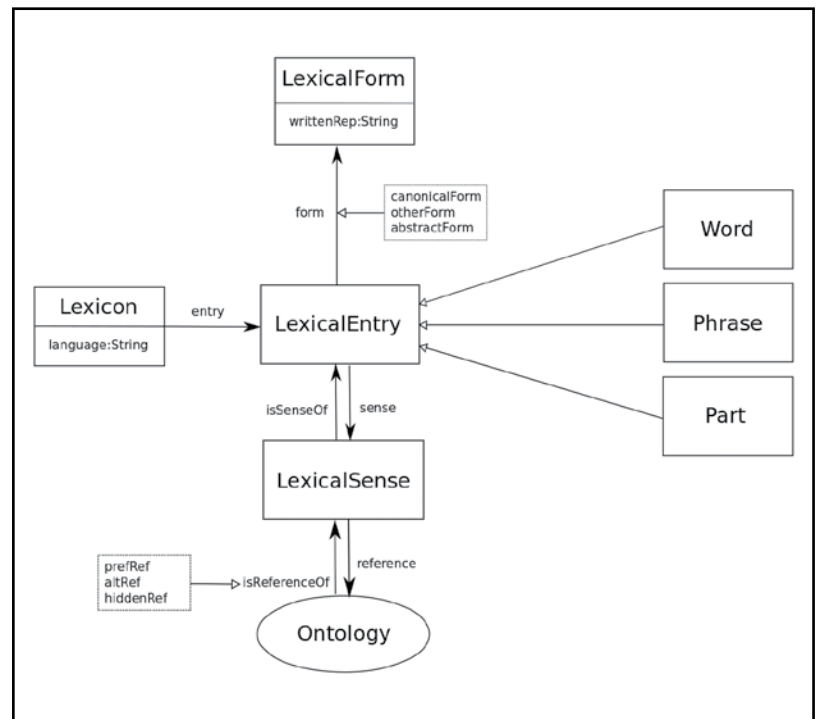 LexicalForm
writtenRep:String
form
canonicalForm
otherForm
abstractForm
Word
Lexicon
language:String
entry
LexicalEntry
Phrase
isSenseOf
sense
Part
LexicalSense
prefRef
altRef
hiddenRef
isReferenceOf
reference
Ontology